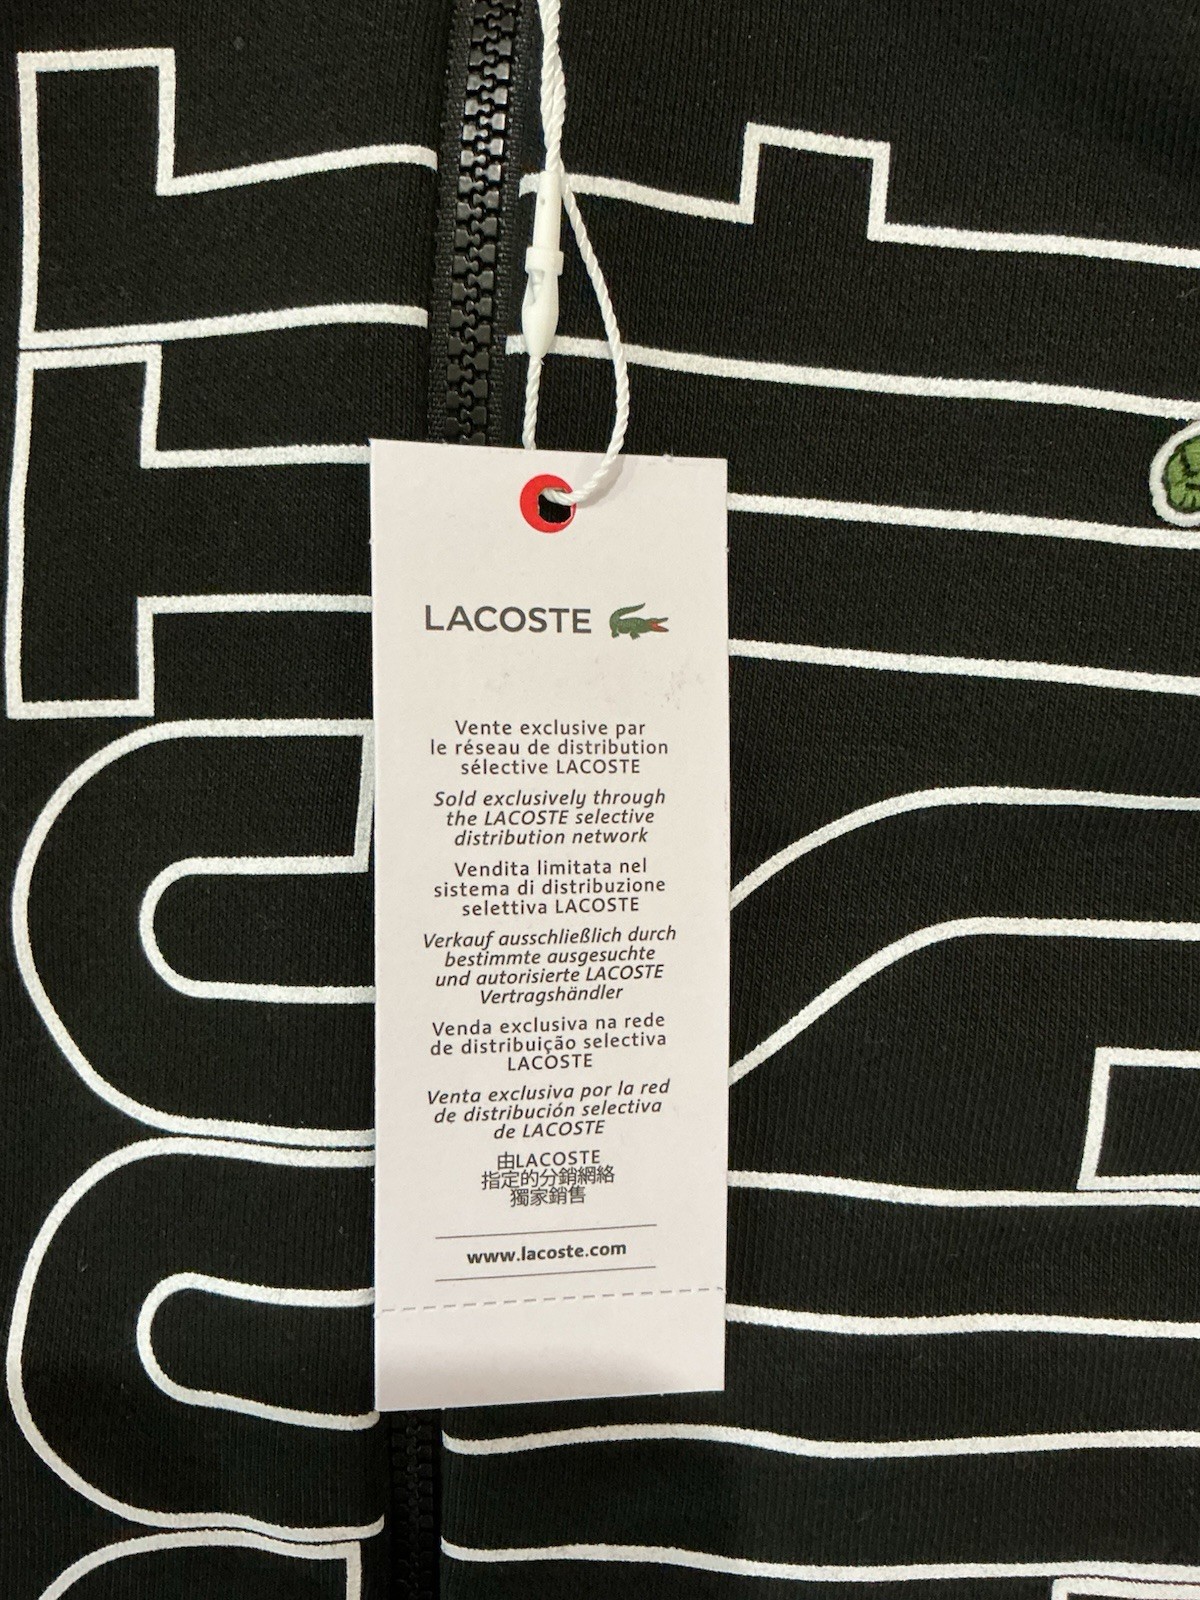 LACOSTE
Vente exclusive par
le réseau de distribution
sélective LACOSTE
Sold exclusively through
the LACOSTE selective
distribution network
Vendita limitata nel
sistema di distribuzione
selettiva LACOSTE
Verkauf ausschließlich durch
bestimmte ausgesuchte
und autorisierte LACOSTE
Vertragshändler
Venda exclusiva na rede
de distribuição selectiva
LACOSTE
Venta exclusiva por la red
de distribución selectiva
de LACOSTE
由LACOSTE
指定的分銷網絡
獨家銷售
www.lacoste.com